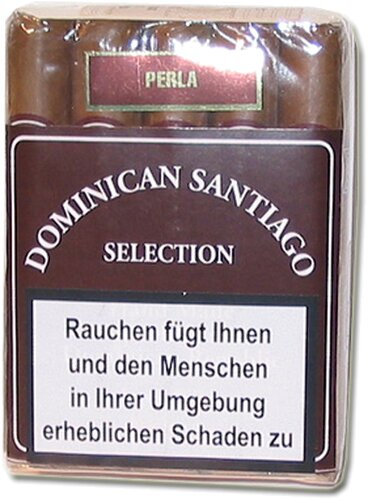 PERLA
DOMINICAN SANTIAGO
SELECTION
Rauchen fügt Ihnen
und den Menschen
in Ihrer Umgebung
erheblichen Schaden zu